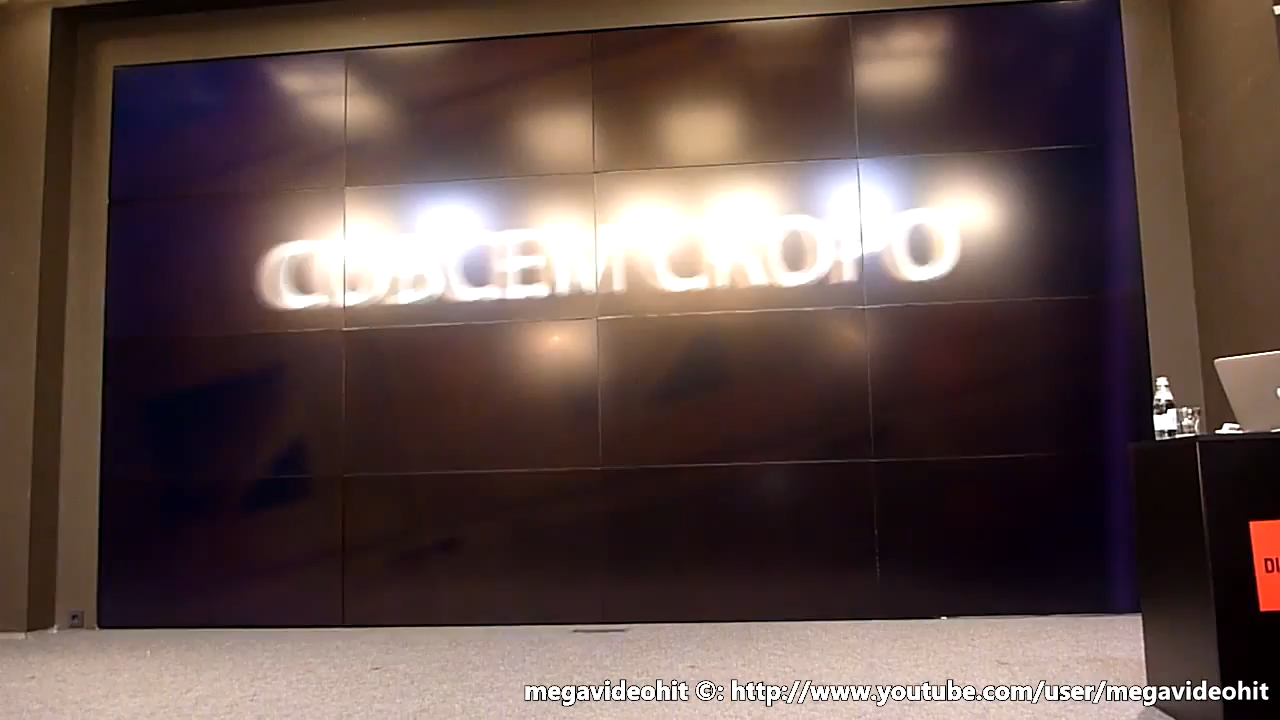 СОВСЕМ СКОРО
megavideohit ©: http://www.youtube.com/user/megavideohit